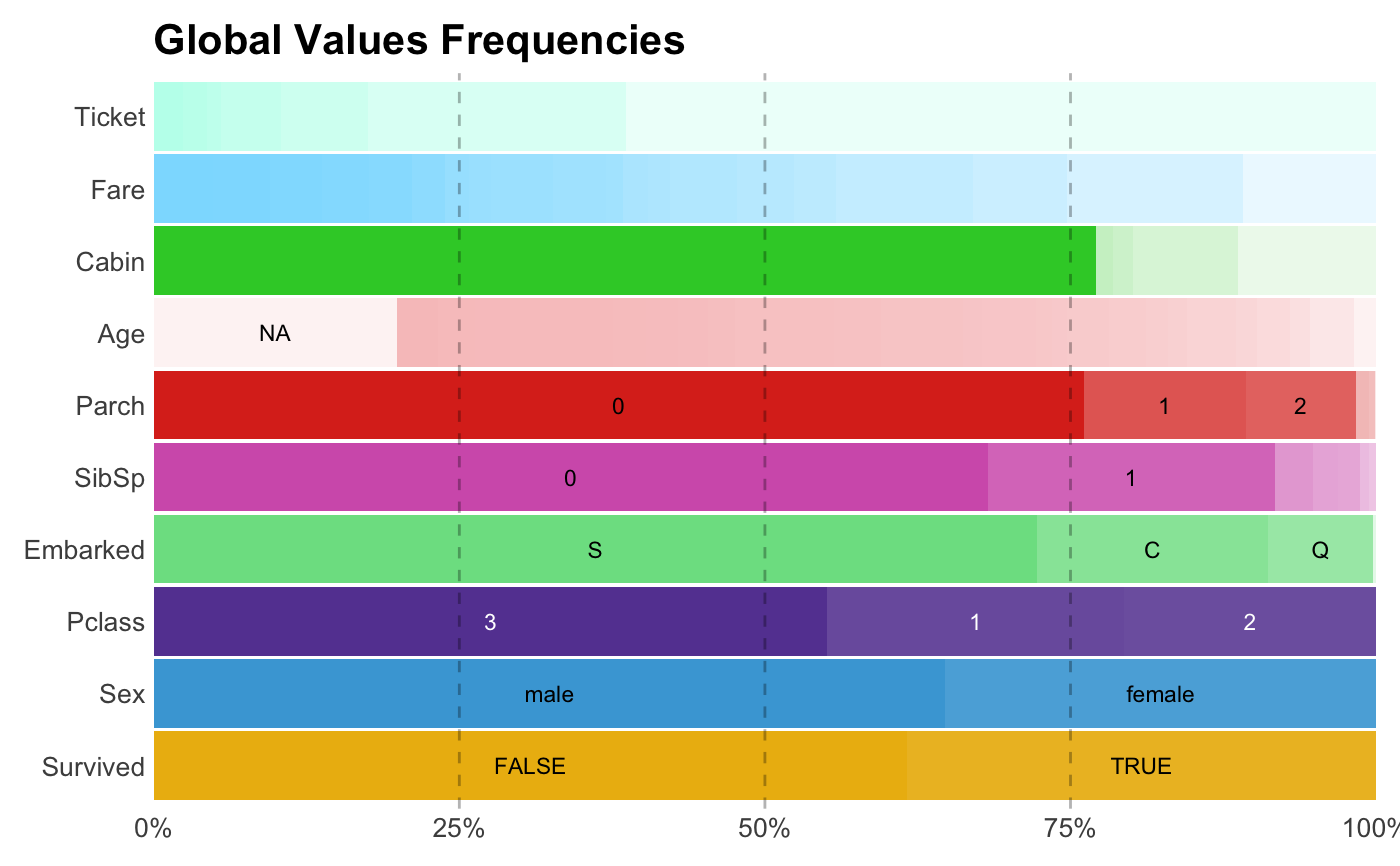 Global Values Frequencies
Ticket
Fare
Cabin
Age NA
Parch 0 1 2
SibSp 0 1
Embarked S C Q
Pclass 3 1 2
Sex male female
Survived FALSE TRUE
0% 25% 50% 75% 100%